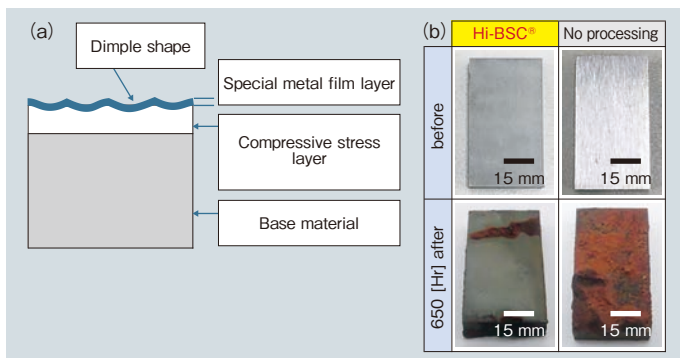 (a)
Dimple shape
Special metal film layer
Compressive stress
layer
Base material
(b)
Hi-BSC®
No processing
before
15 mm
15 mm
650 [Hr] after
15 mm
15 mm